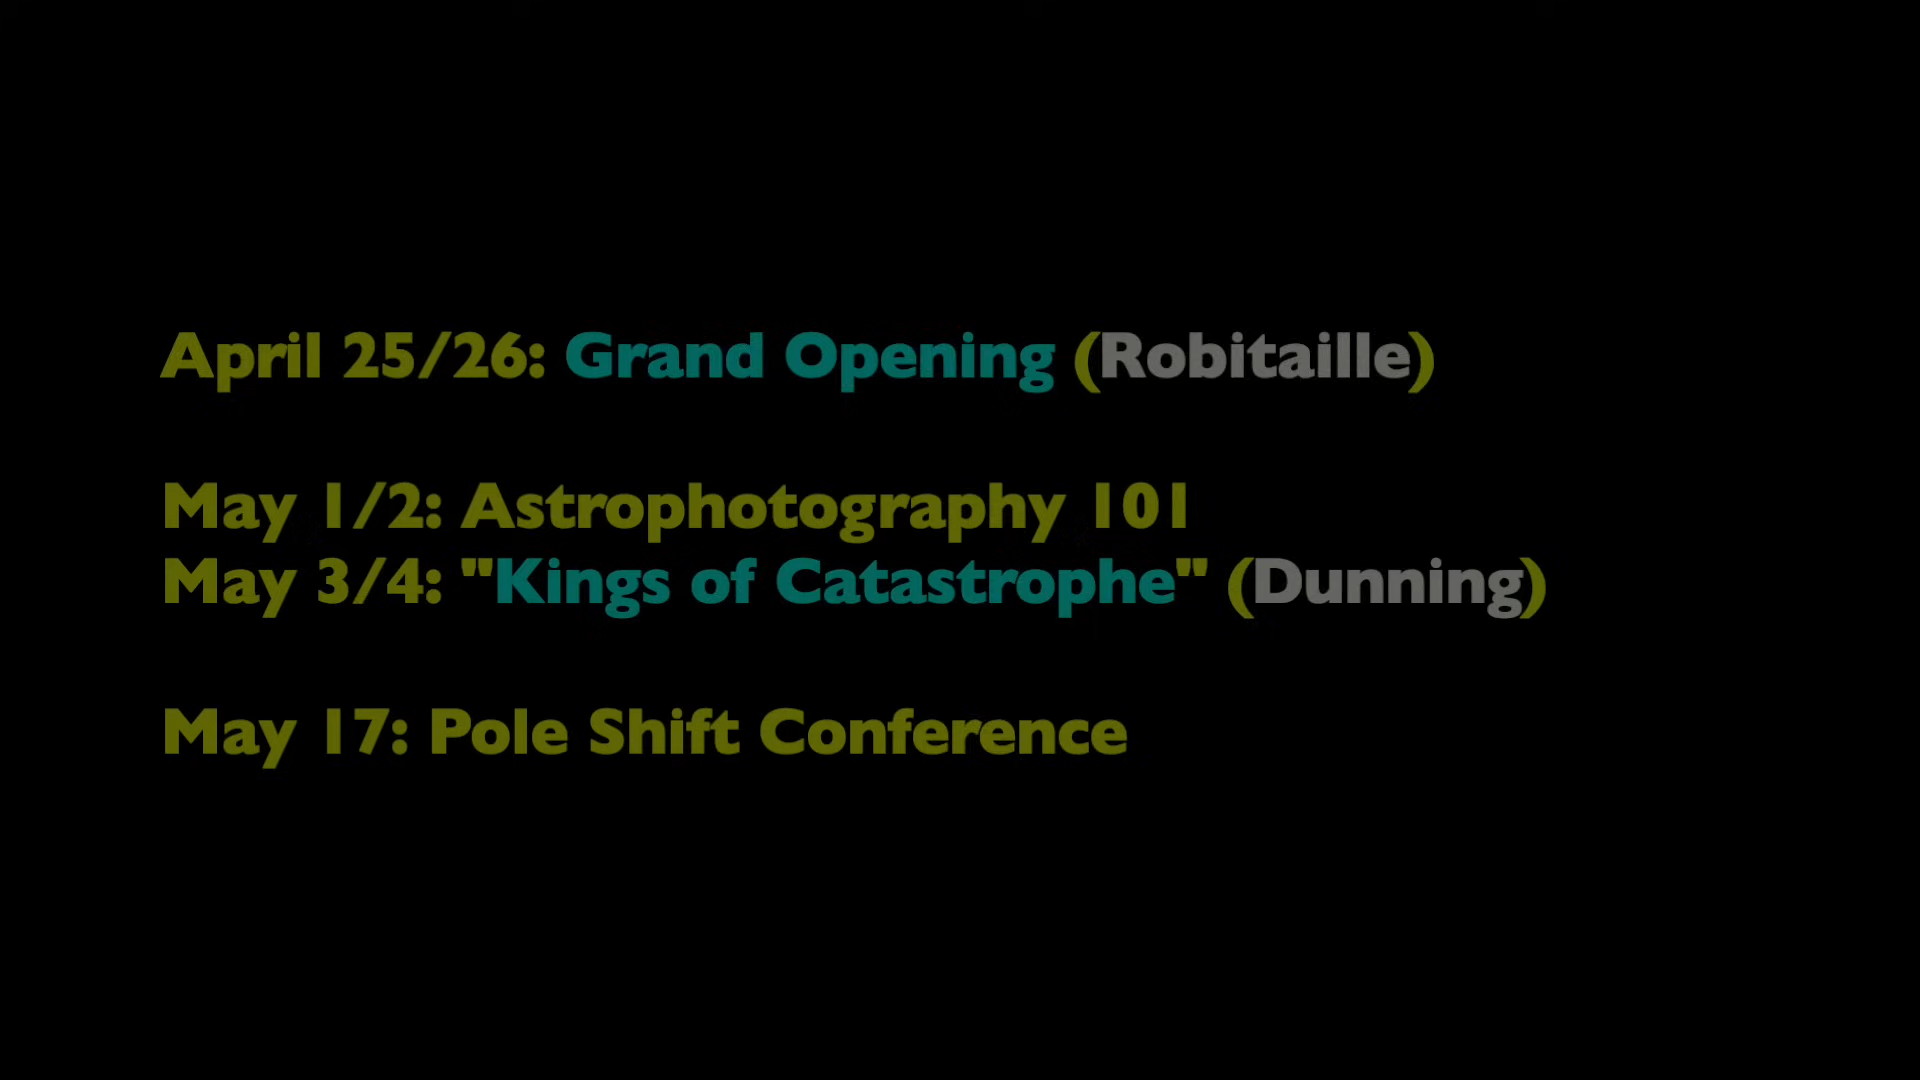 April 25/26: Grand Opening (Robitaille)
May 1/2: Astrophotography 101
May 3/4: "Kings of Catastrophe" (Dunning)
May 17: Pole Shift Conference